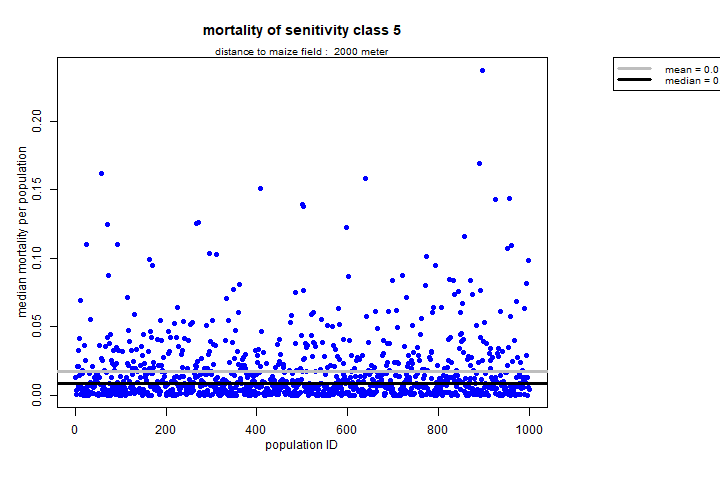 mortality of senitivity class 5
distance to maize field : 2000 meter
mean = 0.0
median = 0
median mortality per population
0.20
0.15
0.10
0.05
0.00
0 200 400 600 800 1000
population ID